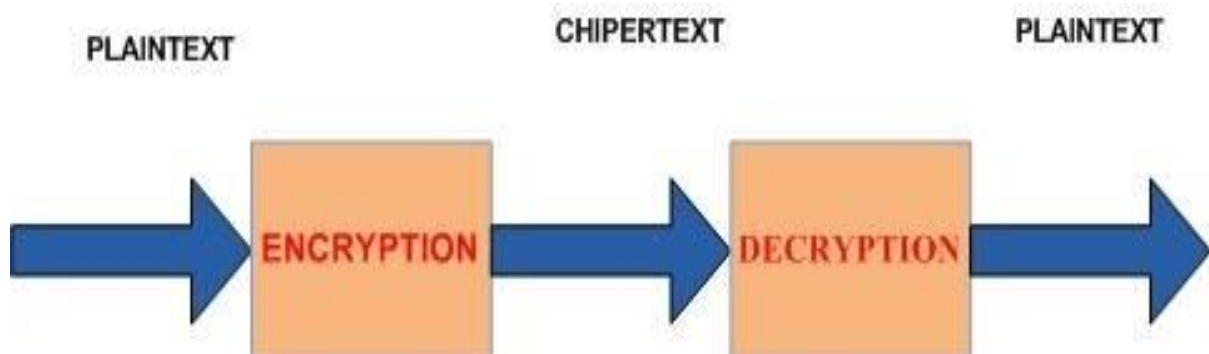 PLAINTEXT
CHIPERTEXT
PLAINTEXT
ENCRYPTION
DECRYPTION